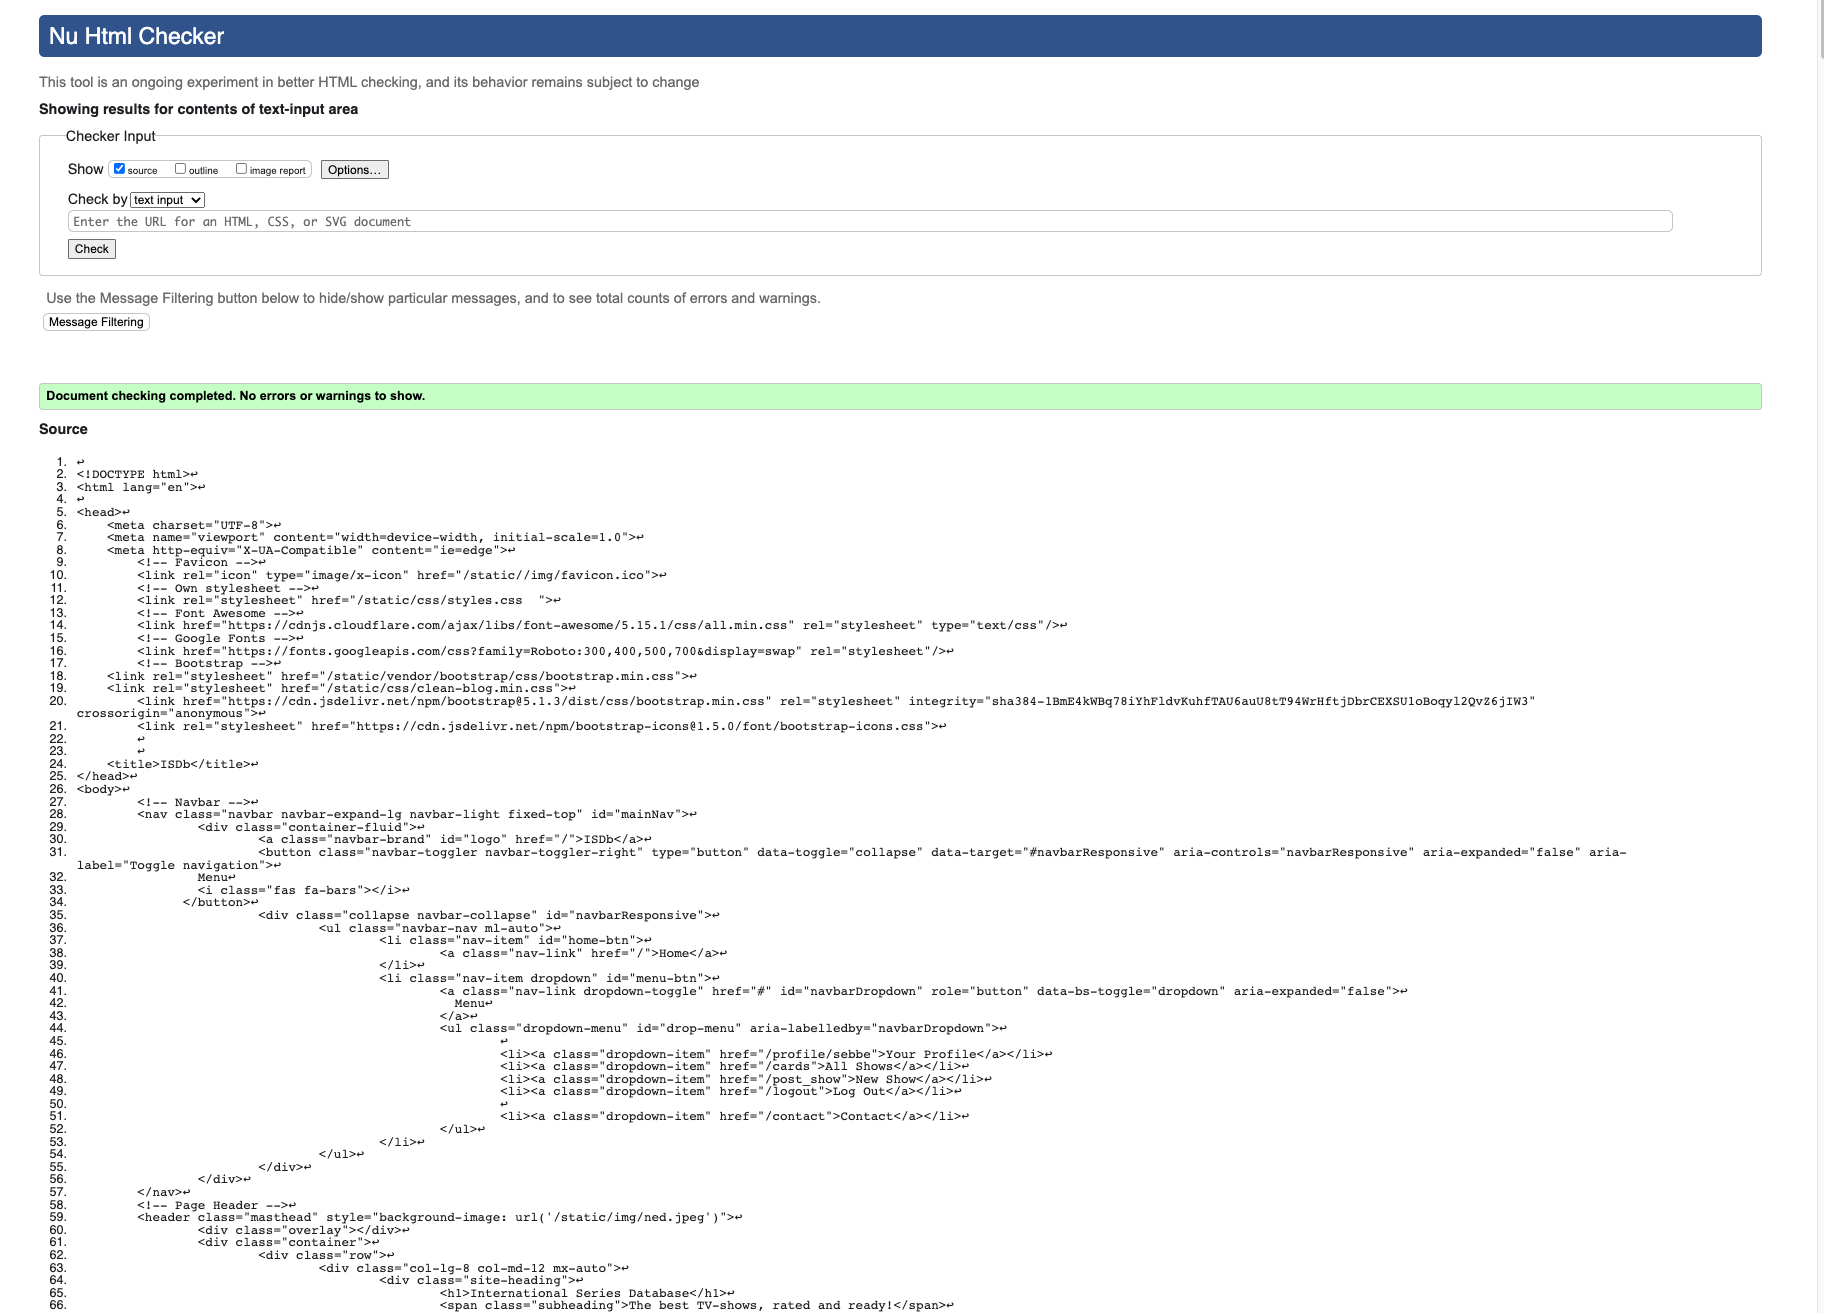 Nu Html Checker
This tool is an ongoing experiment in better HTML checking, and its behavior remains subject to change
Showing results for contents of text-input area
Checker Input
Show source outline image report Options...
Check by text input
Enter the URL for an HTML, CSS, or SVG document
Check
Use the Message Filtering button below to hide/show particular messages, and to see total counts of errors and warnings.
Message Filtering
Document checking completed. No errors or warnings to show.
Source
1. ↩
2. <!DOCTYPE html>↩
3. <html lang="en">↩
4. ↩
5. <head>↩
6. <meta charset="UTF-8">↩
7. <meta name="viewport" content="width=device-width, initial-scale=1.0">↩
8. <meta http-equiv="X-UA-Compatible" content="ie=edge">↩
9. <!-- Favicon -->↩
10. <link rel="icon" type="image/x-icon" href="/static//img/favicon.ico">↩
11. <!-- Own stylesheet -->↩
12. <link rel="stylesheet" href="/static/css/styles.css  ">↩
13. <!-- Font Awesome -->↩
14. <link href="https://cdnjs.cloudflare.com/ajax/libs/font-awesome/5.15.1/css/all.min.css" rel="stylesheet" type="text/css"/>↩
15. <!-- Google Fonts -->↩
16. <link href="https://fonts.googleapis.com/css?family=Roboto:300,400,500,700&display=swap" rel="stylesheet"/>↩
17. <!-- Bootstrap -->↩
18. <link rel="stylesheet" href="/static/vendor/bootstrap/css/bootstrap.min.css">↩
19. <link rel="stylesheet" href="/static/css/clean-blog.min.css">↩
20. <link href="https://cdn.jsdelivr.net/npm/bootstrap@5.1.3/dist/css/bootstrap.min.css" rel="stylesheet" integrity="sha384-1BmE4kWBq78iYhFldvKuhfTAU6auU8tT94WrHftjDbrCEXSU1oBoqyl2QvZ6jIW3"
crossorigin="anonymous">↩
21. <link rel="stylesheet" href="https://cdn.jsdelivr.net/npm/bootstrap-icons@1.5.0/font/bootstrap-icons.css">↩
22. ↩
23. ↩
24. <title>ISDb</title>↩
25. </head>↩
26. <body>↩
27. <!-- Navbar -->↩
28. <nav class="navbar navbar-expand-lg navbar-light fixed-top" id="mainNav">↩
29. <div class="container-fluid">↩
30. <a class="navbar-brand" id="logo" href="/">ISDb</a>↩
31. <button class="navbar-toggler navbar-toggler-right" type="button" data-toggle="collapse" data-target="#navbarResponsive" aria-controls="navbarResponsive" aria-expanded="false" aria-
label="Toggle navigation">↩
32. Menu↩
33. <i class="fas fa-bars"></i>↩
34. </button>↩
35. <div class="collapse navbar-collapse" id="navbarResponsive">↩
36. <ul class="navbar-nav ml-auto">↩
37. <li class="nav-item" id="home-btn">↩
38. <a class="nav-link" href="/">Home</a>↩
39. </li>↩
40. <li class="nav-item dropdown" id="menu-btn">↩
41. <a class="nav-link dropdown-toggle" href="#" id="navbarDropdown" role="button" data-bs-toggle="dropdown" aria-expanded="false">↩
42. Menu↩
43. </a>↩
44. <ul class="dropdown-menu" id="drop-menu" aria-labelledby="navbarDropdown">↩
45. ↩
46. <li><a class="dropdown-item" href="/profile/sebbe">Your Profile</a></li>↩
47. <li><a class="dropdown-item" href="/cards">All Shows</a></li>↩
48. <li><a class="dropdown-item" href="/post_show">New Show</a></li>↩
49. <li><a class="dropdown-item" href="/logout">Log Out</a></li>↩
50. ↩
51. <li><a class="dropdown-item" href="/contact">Contact</a></li>↩
52. </ul>↩
53. </li>↩
54. </ul>↩
55. </div>↩
56. </div>↩
57. </nav>↩
58. <!-- Page Header -->↩
59. <header class="masthead" style="background-image: url('/static/img/ned.jpeg')">↩
60. <div class="overlay"></div>↩
61. <div class="container">↩
62. <div class="row">↩
63. <div class="col-lg-8 col-md-12 mx-auto">↩
64. <div class="site-heading">↩
65. <h1>International Series Database</h1>↩
66. <span class="subheading">The best TV-shows, rated and ready!</span>↩